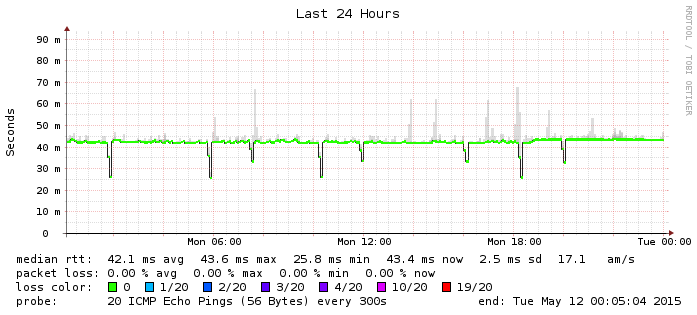 Last 24 Hours
RRDTOOL / TOBI OETIKER
Seconds
90 m
80 m
70 m
60 m
50 m
40 m
30 m
20 m
10 m
0
Mon 06:00 Mon 12:00 Mon 18:00 Tue 00:00
median rtt: 42.1 ms avg 43.6 ms max 25.8 ms min 43.4 ms now 2.5 ms sd 17.1 am/s
packet loss: 0.00 % avg 0.00 % max 0.00 % min 0.00 % now
loss color: 0 1/20 2/20 3/20 4/20 10/20 19/20
probe: 20 ICMP Echo Pings (56 Bytes) every 300s end: Tue May 12 00:05:04 2015